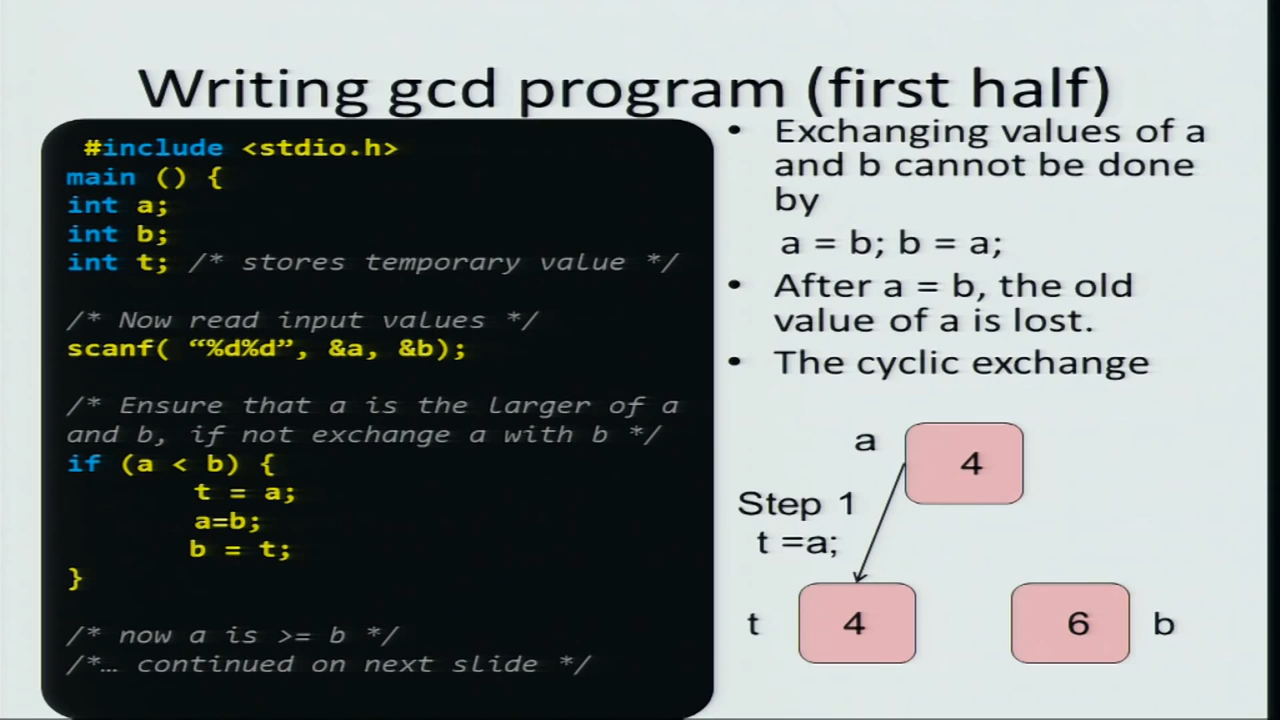 Writing gcd program (first half)
#include <stdio.h>
main () {
int a;
int b;
int t; /* stores temporary value */
/* Now read input values */
scanf( “%d%d”, &a, &b);
/* Ensure that a is the larger of a
and b, if not exchange a with b */
if (a < b) {
t = a;
a=b;
b = t;
}
/* now a is >= b */
/*… continued on next slide */
• Exchanging values of a
and b cannot be done
by
a = b; b = a;
• After a = b, the old
value of a is lost.
• The cyclic exchange
a
4
Step 1
t =a;
t
4
6
b